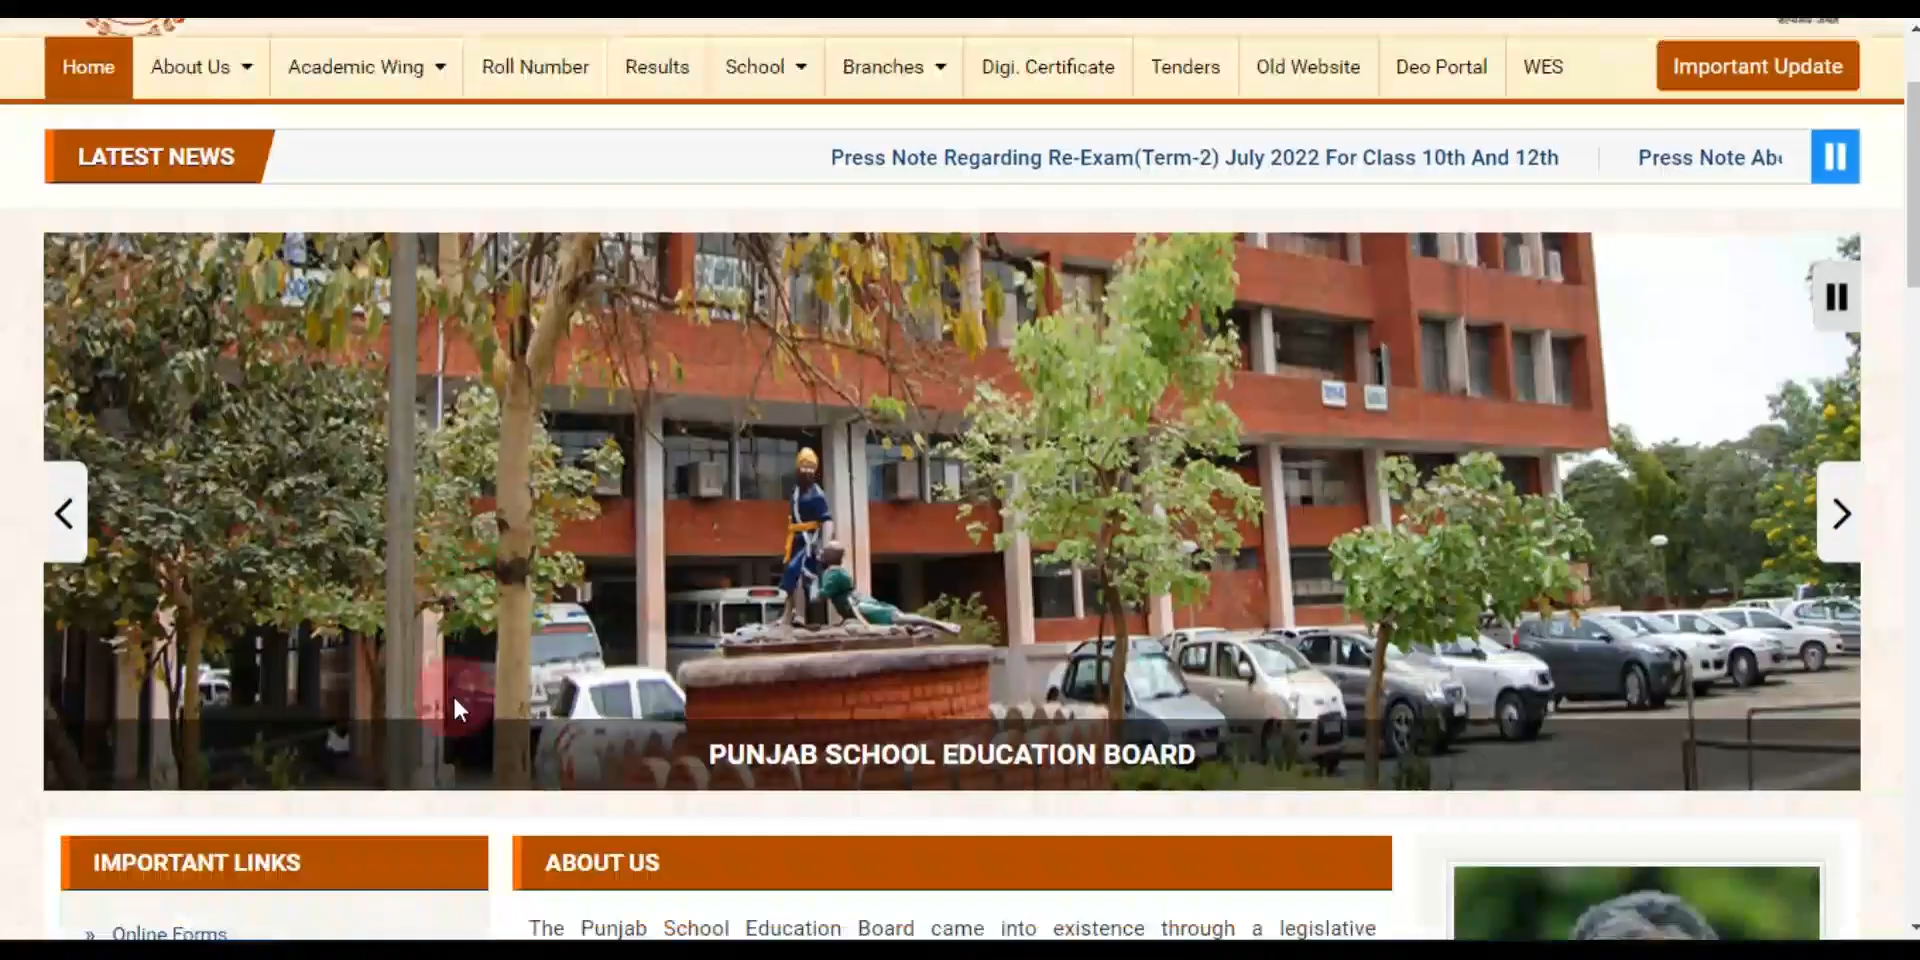 Home
About Us
Academic Wing
Roll Number
Results
School
Branches
Digi. Certificate
Tenders
Old Website
Deo Portal
WES
Important Update
LATEST NEWS
Press Note Regarding Re-Exam(Term-2) July 2022 For Class 10th And 12th
Press Note
PUNJAB SCHOOL EDUCATION BOARD
IMPORTANT LINKS
» Online Forms
ABOUT US
The Punjab School Education Board came into existence through a legislative